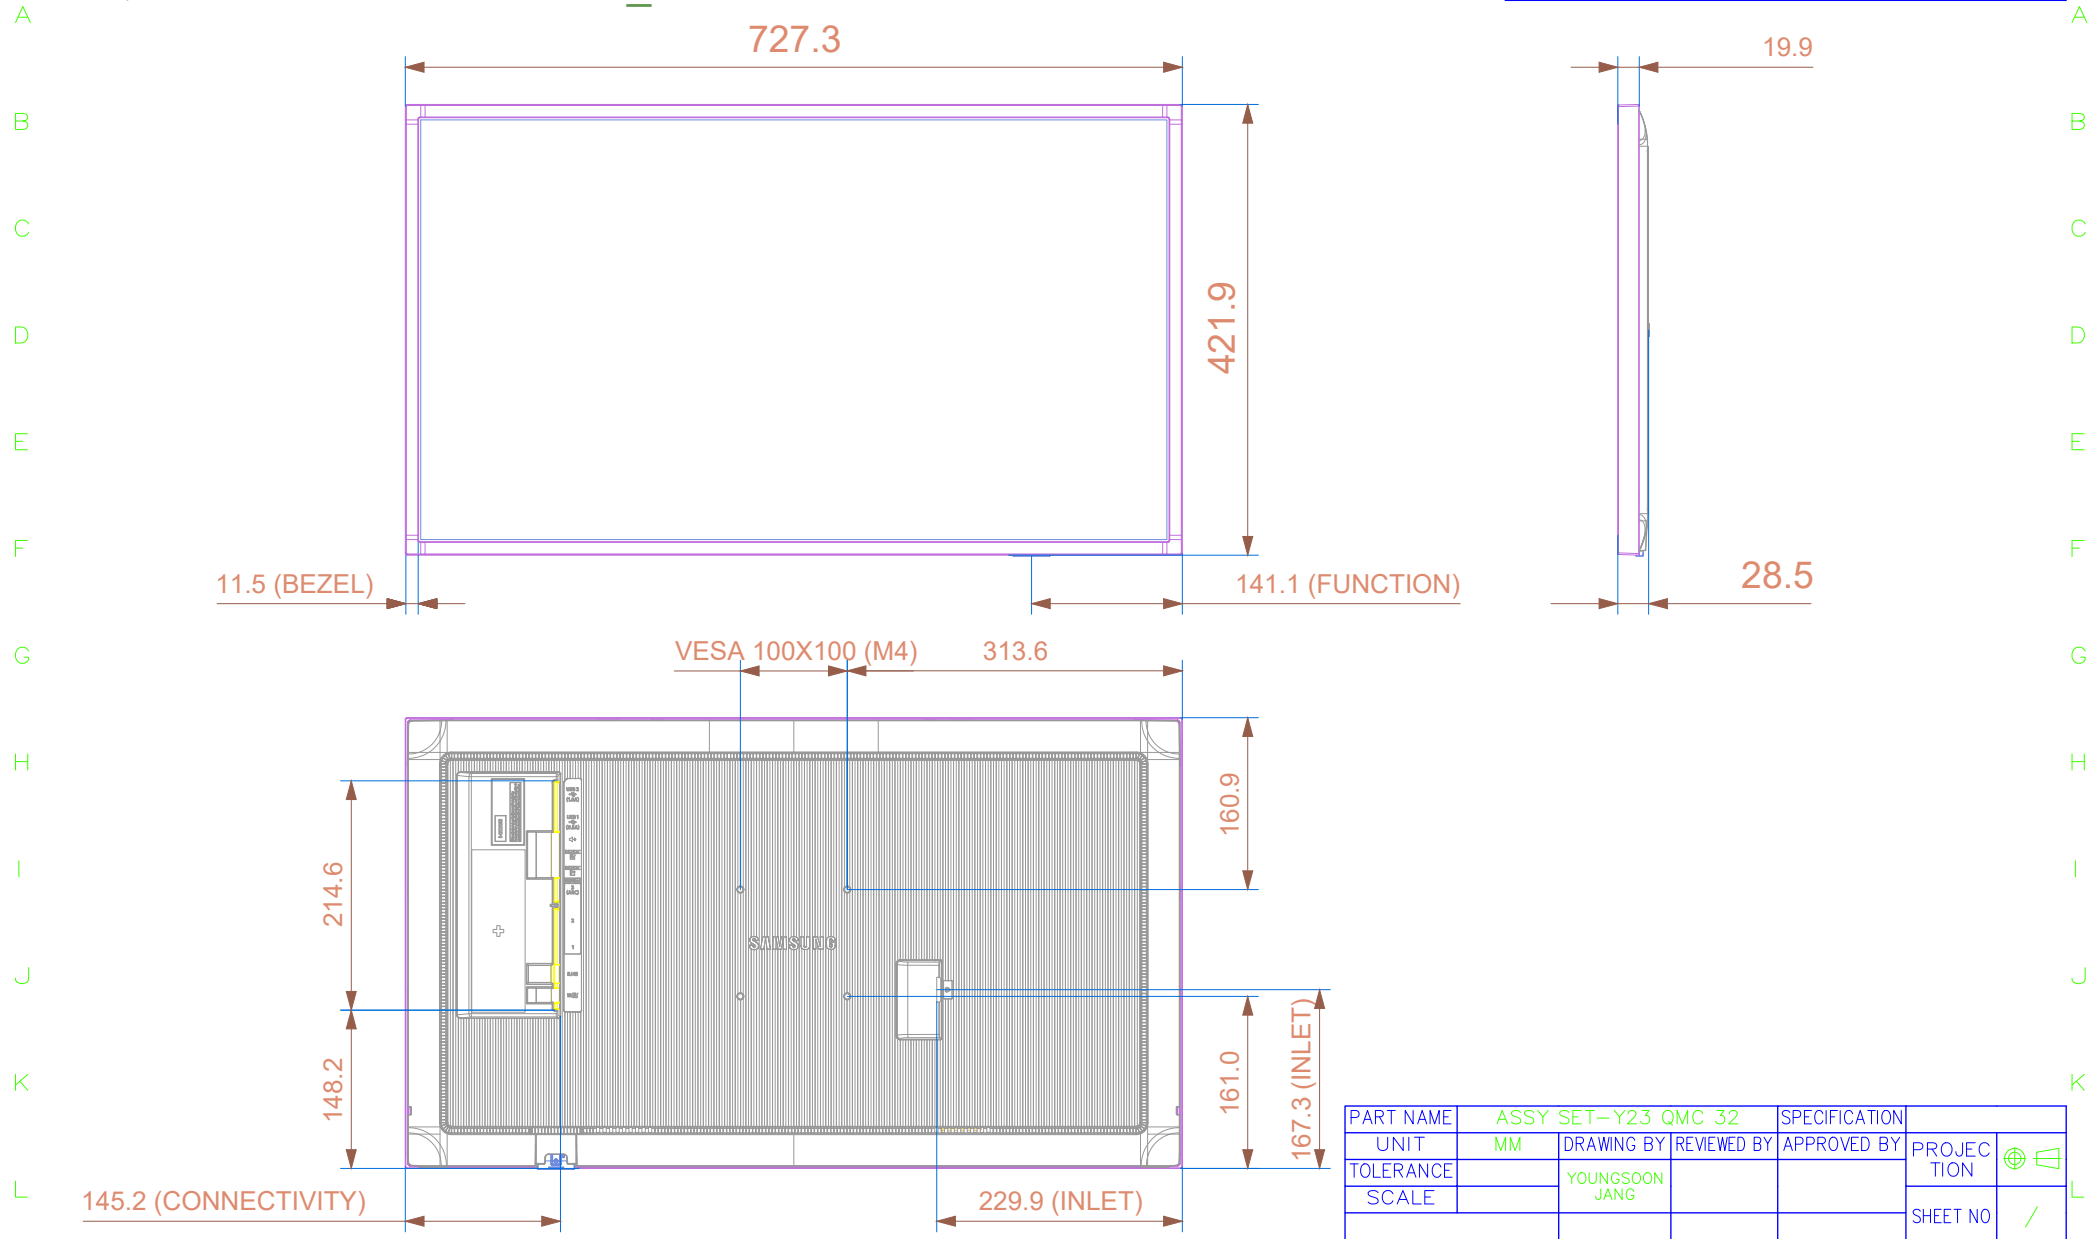 A
A
727.3
19.9
B
B
C
C
421.9
D
D
E
E
F
F
11.5 (BEZEL)
141.1 (FUNCTION)
28.5
G
VESA 100X100 (M4)
313.6
G
H
H
160.9
I
214.6
I
SAMSUNG
3
2
1
J
J
K
148.2
161.0
167.3 (INLET)
K
L
145.2 (CONNECTIVITY)
229.9 (INLET)
L
PART NAME ASSY SET-Y23 QMC 32 SPECIFICATION
UNIT MM DRAWING BY REVIEWED BY APPROVED BY
PROJEC
TION
TOLERANCE
YOUNGSOON
JANG
SCALE
SHEET NO /